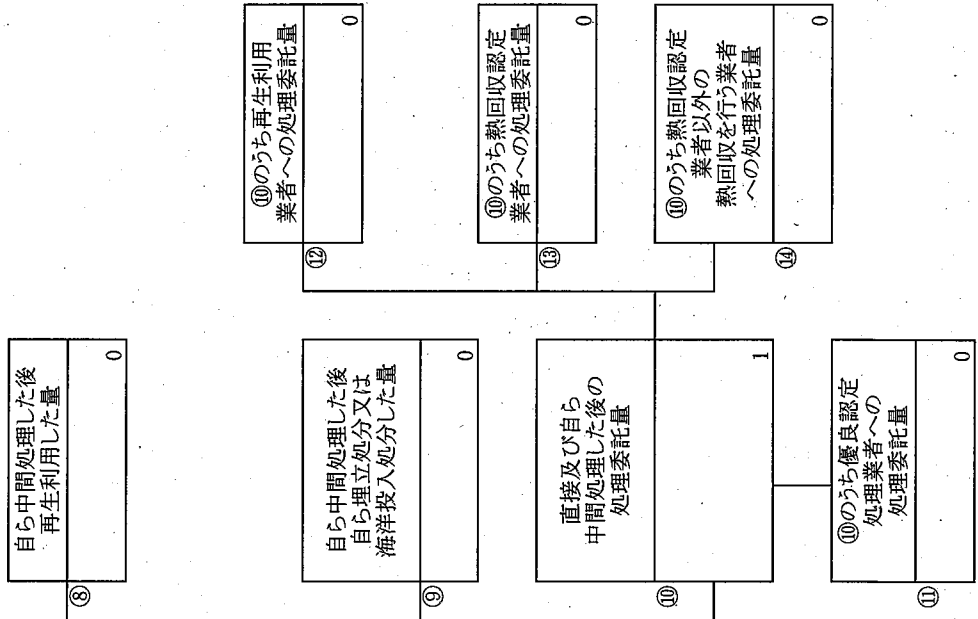 ⑧
自ら中間処理した後
再生利用した量
0
⑨
自ら中間処理した後
自ら埋立処分又は
海洋投入処分した量
0
⑩
直接及び自ら
中間処理した後の
処理委託量
1
⑪
⑩のうち優良認定
処理業者への
処理委託量
0
⑫
⑩のうち再生利用
業者への処理委託量
0
⑬
⑩のうち熱回収認定
業者への処理委託量
0
⑭
⑩のうち熱回収認定
業者以外の
熱回収を行う業者
への処理委託量
0